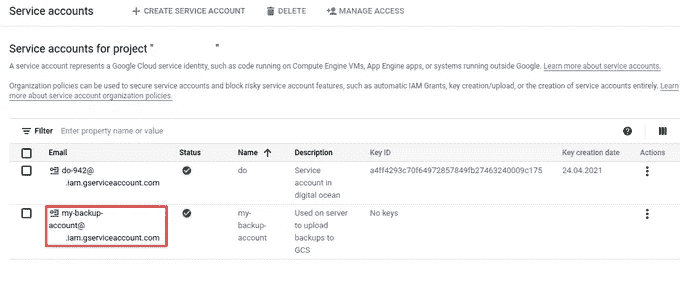 Service accounts + CREATE SERVICE ACCOUNT DELETE MANAGE ACCESS
Service accounts for project " "
A service account represents a Google Cloud service identity, such as code running on Compute Engine VMs, App Engine apps, or systems running outside Google. Learn more about service accounts.
Organization policies can be used to secure service accounts and block risky service account features, such as automatic IAM Grants, key creation/upload, or the creation of service accounts entirely. Learn
more about service account organization policies.
Filter Enter property name or value
Email Status Name Description Key ID Key creation date Actions
do-942@ do Service a4ff4293c70f64972857849fb27463240009c175 24.04.2021
.iam.gserviceaccount.com account in
digital ocean
my-backup- my- Used on server No keys
account@ backup- to upload
.iam.gserviceaccount.com account backups to
GCS